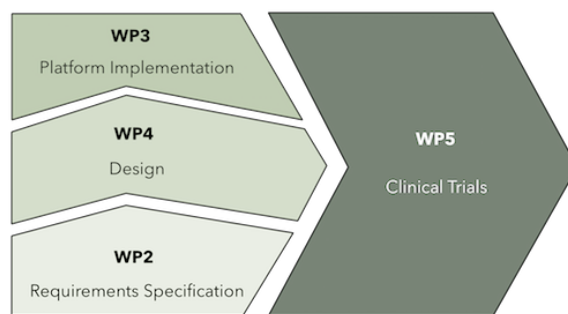 WP3
Platform Implementation
WP4
Design
WP2
Requirements Specification
WP5
Clinical Trials